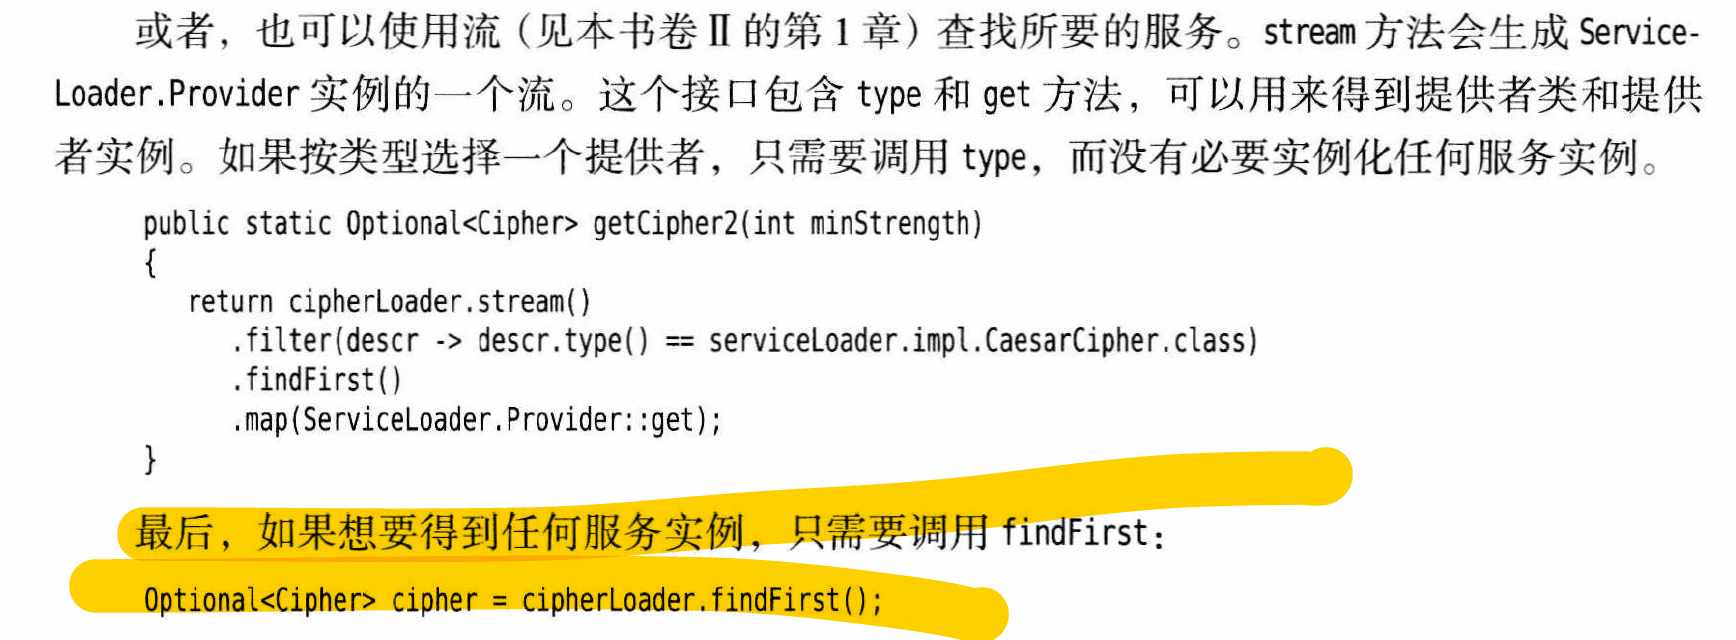 或者，也可以使用流（见本书卷Ⅱ的第 1 章）查找所要的服务。stream 方法会生成 Service-
Loader.Provider 实例的一个流。这个接口包含 type 和 get 方法，可以用来得到提供者类和提供
者实例。如果按类型选择一个提供者，只需要调用 type，而没有必要实例化任何服务实例。
public static Optional<Cipher> getCipher2(int minStrength)
{
   return cipherLoader.stream()
      .filter(descr -> descr.type() == serviceLoader.impl.CaesarCipher.class)
      .findFirst()
      .map(ServiceLoader.Provider::get);
}
最后，如果想要得到任何服务实例，只需要调用 findFirst：
Optional<Cipher> cipher = cipherLoader.findFirst();